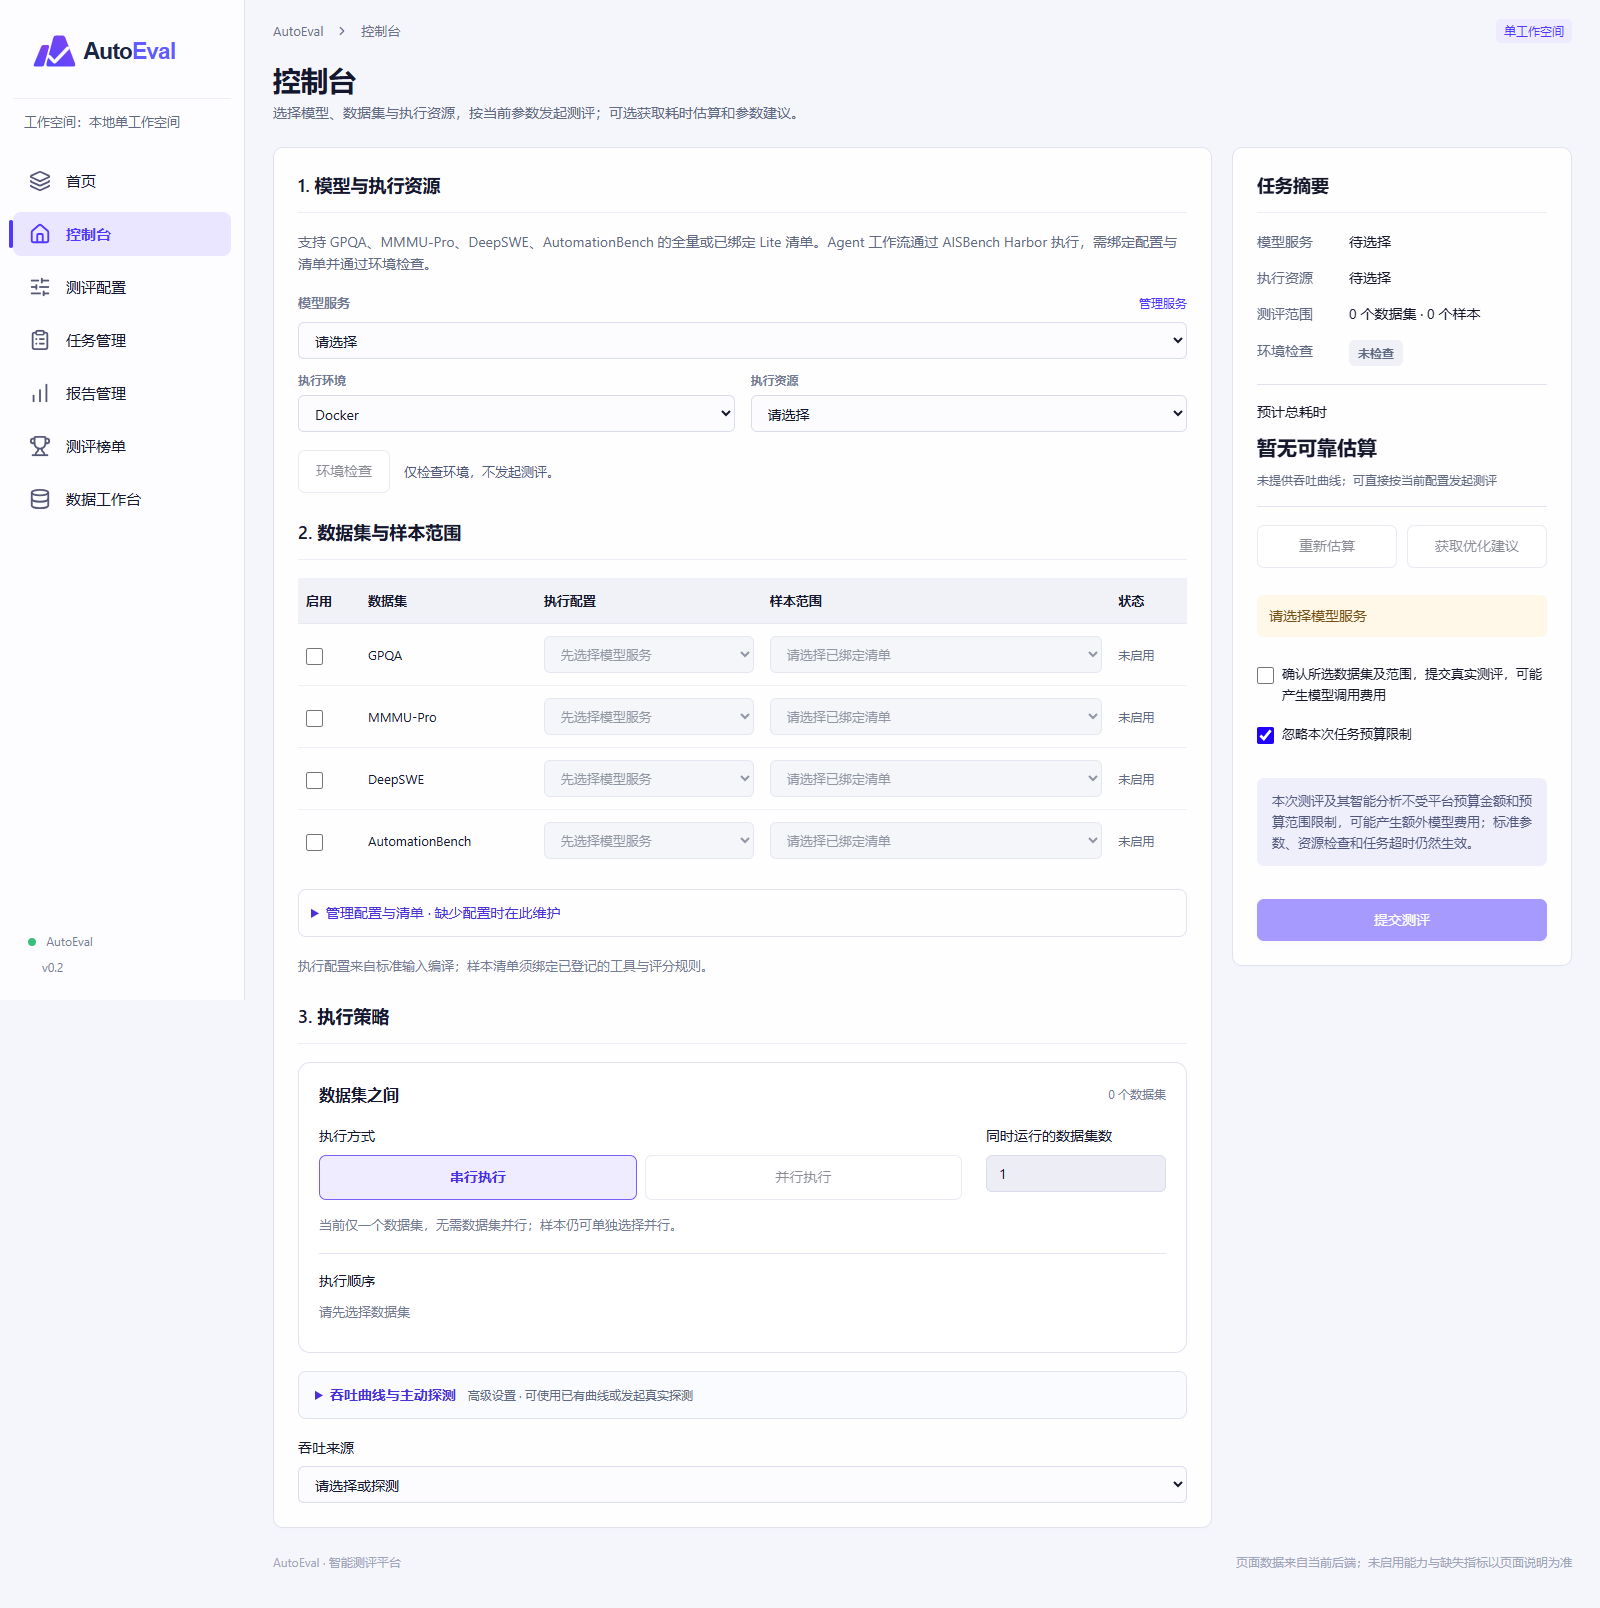 AutoEval
工作空间：本地单工作空间
首页
控制台
测评配置
任务管理
报告管理
测评榜单
数据工作台
AutoEval
v0.2
AutoEval > 控制台
单工作空间
控制台
选择模型、数据集与执行资源，按当前参数发起测评；可选获取耗时估算和参数建议。
1. 模型与执行资源
支持 GPQA、MMMU-Pro、DeepSWE、AutomationBench 的全量或已绑定 Lite 清单。Agent 工作流通过 AISBench Harbor 执行，需绑定配置与
清单并通过环境检查。
模型服务 管理服务
请选择
执行环境 执行资源
Docker 请选择
环境检查 仅检查环境，不发起测评。
2. 数据集与样本范围
启用 数据集 执行配置 样本范围 状态
GPQA 先选择模型服务 请选择已绑定清单 未启用
MMMU-Pro 先选择模型服务 请选择已绑定清单 未启用
DeepSWE 先选择模型服务 请选择已绑定清单 未启用
AutomationBench 先选择模型服务 请选择已绑定清单 未启用
管理配置与清单 · 缺少配置时在此维护
执行配置来自标准输入编译；样本清单须绑定已登记的工具与评分规则。
3. 执行策略
数据集之间 0 个数据集
执行方式 同时运行的数据集数
串行执行 并行执行 1
当前仅一个数据集，无需数据集并行；样本仍可单独选择并行。
执行顺序
请先选择数据集
吞吐曲线与主动探测 高级设置 · 可使用已有曲线或发起真实探测
吞吐来源
请选择或探测
任务摘要
模型服务 待选择
执行资源 待选择
测评范围 0 个数据集 · 0 个样本
环境检查 未检查
预计总耗时
暂无可靠估算
未提供吞吐曲线；可直接按当前配置发起测评
重新估算 获取优化建议
请选择模型服务
确认所选数据集及范围，提交真实测评，可能
产生模型调用费用
忽略本次任务预算限制
本次测评及其智能分析不受平台预算金额和预
算范围限制，可能产生额外模型费用；标准参
数、资源检查和任务超时仍然生效。
提交测评
AutoEval · 智能测评平台
页面数据来自当前后端；未启用能力与缺失指标以页面说明为准